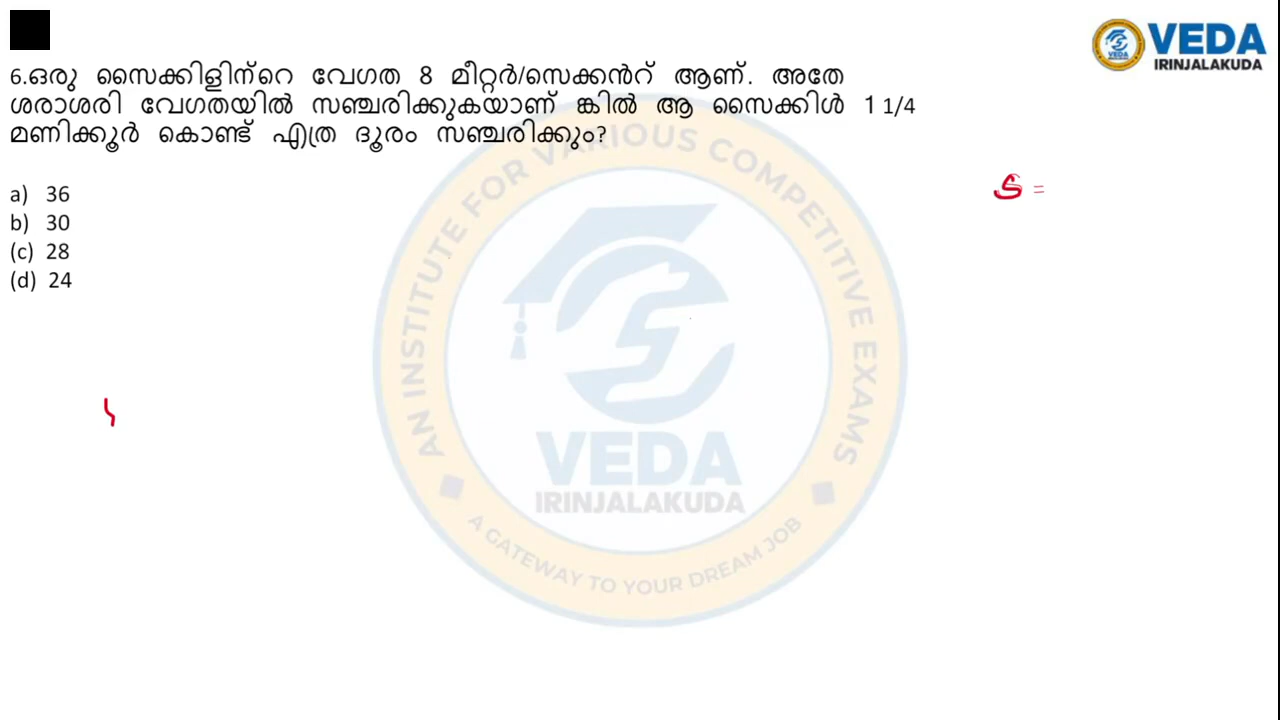 VEDA
IRINJALAKUDA
6.ഒരു സൈക്കിളിന്റെ വേഗത 8 മീറ്റർ/സെക്കൻറ് ആണ്. അതേ
ശരാശരി വേഗതയിൽ സഞ്ചരിക്കുകയാണ് ങ്കിൽ ആ സൈക്കിൾ 1 1/4
മണിക്കൂർ കൊണ്ട് എത്ര ദൂരം സഞ്ചരിക്കും?
a) 36
b) 30
(c) 28
(d) 24
S =
AN INSTITUTE FOR VARIOUS COMPETITIVE EXAMS
VEDA
IRINJALAKUDA
A GATEWAY TO YOUR DREAM JOB